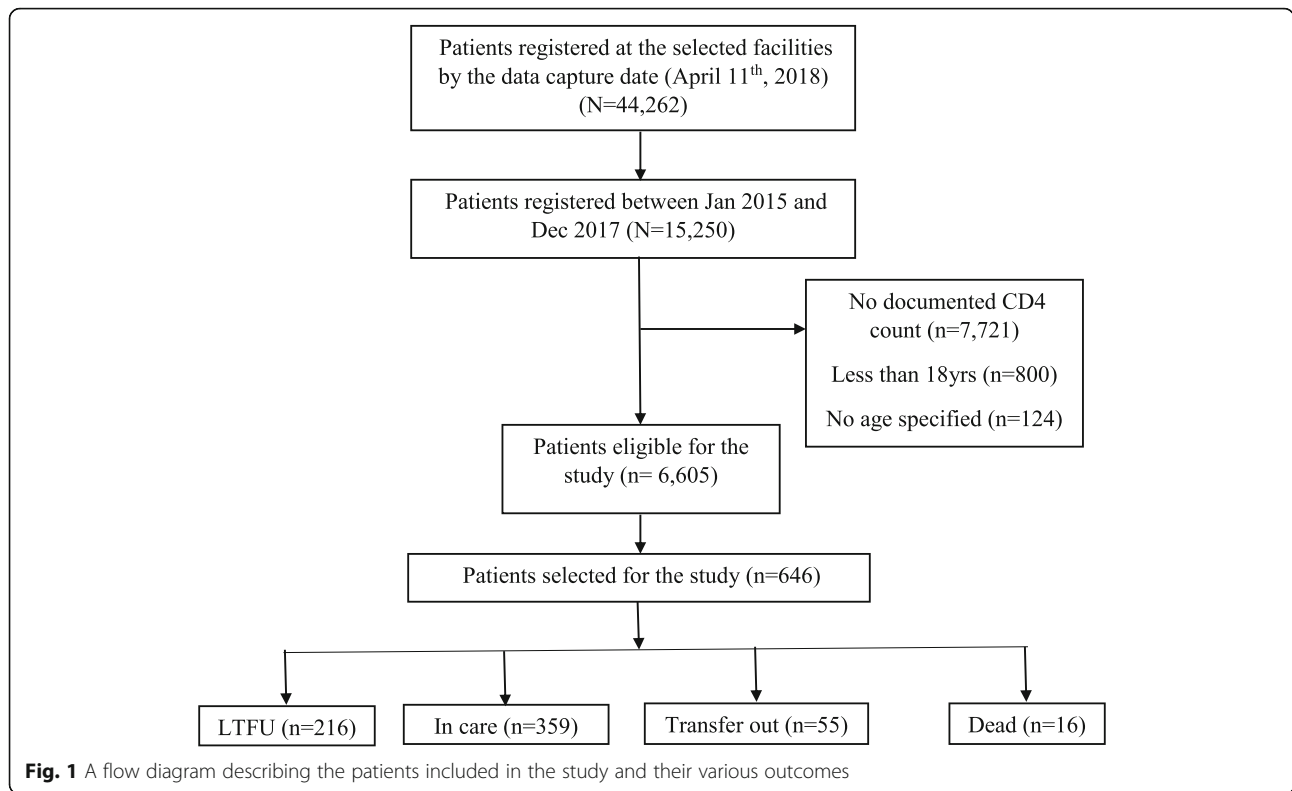 Patients registered at the selected facilities
by the data capture date (April 11th, 2018)
(N=44,262)
Patients registered between Jan 2015 and
Dec 2017 (N=15,250)
No documented CD4
count (n=7,721)
Less than 18yrs (n=800)
No age specified (n=124)
Patients eligible for the
study (n= 6,605)
Patients selected for the study (n=646)
LTFU (n=216)
In care (n=359)
Transfer out (n=55)
Dead (n=16)
Fig. 1 A flow diagram describing the patients included in the study and their various outcomes